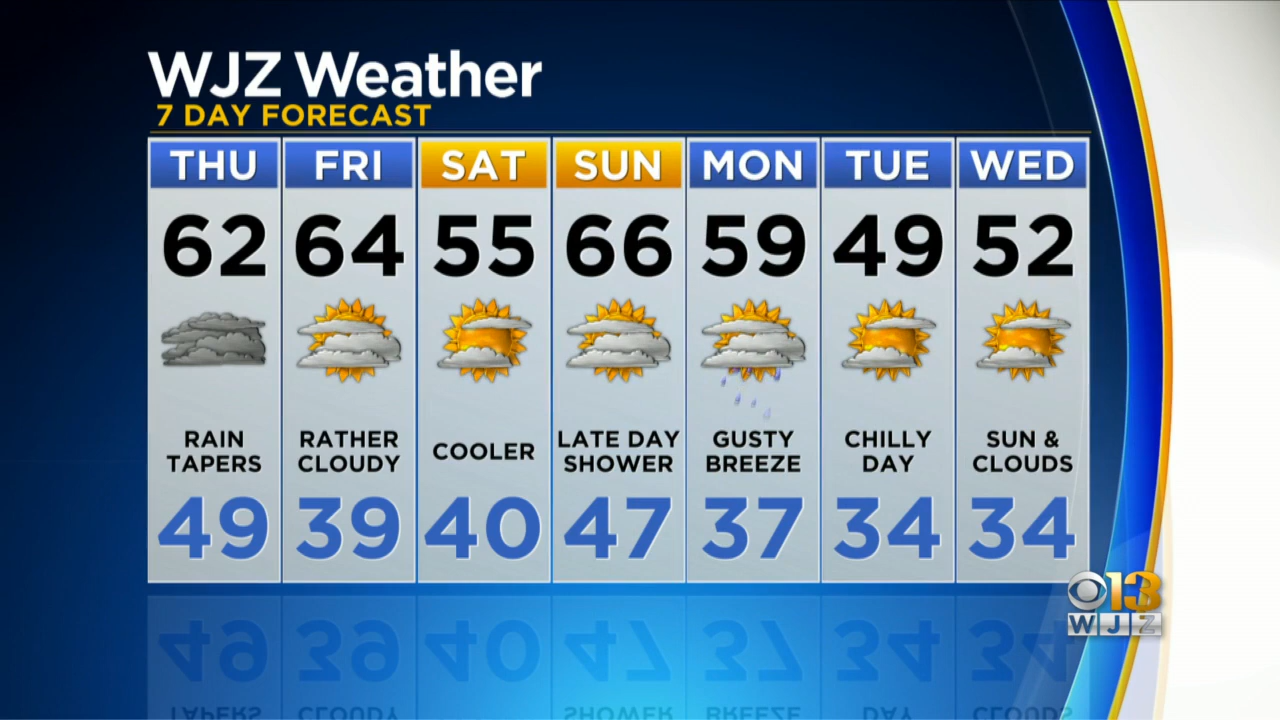 WJZ Weather
7 DAY FORECAST
THU FRI SAT SUN MON TUE WED
62 64 55 66 59 49 52
RAIN TAPERS
RATHER CLOUDY
COOLER
LATE DAY SHOWER
GUSTY BREEZE
CHILLY DAY
SUN & CLOUDS
49 39 40 47 37 34 34
13
WJZ